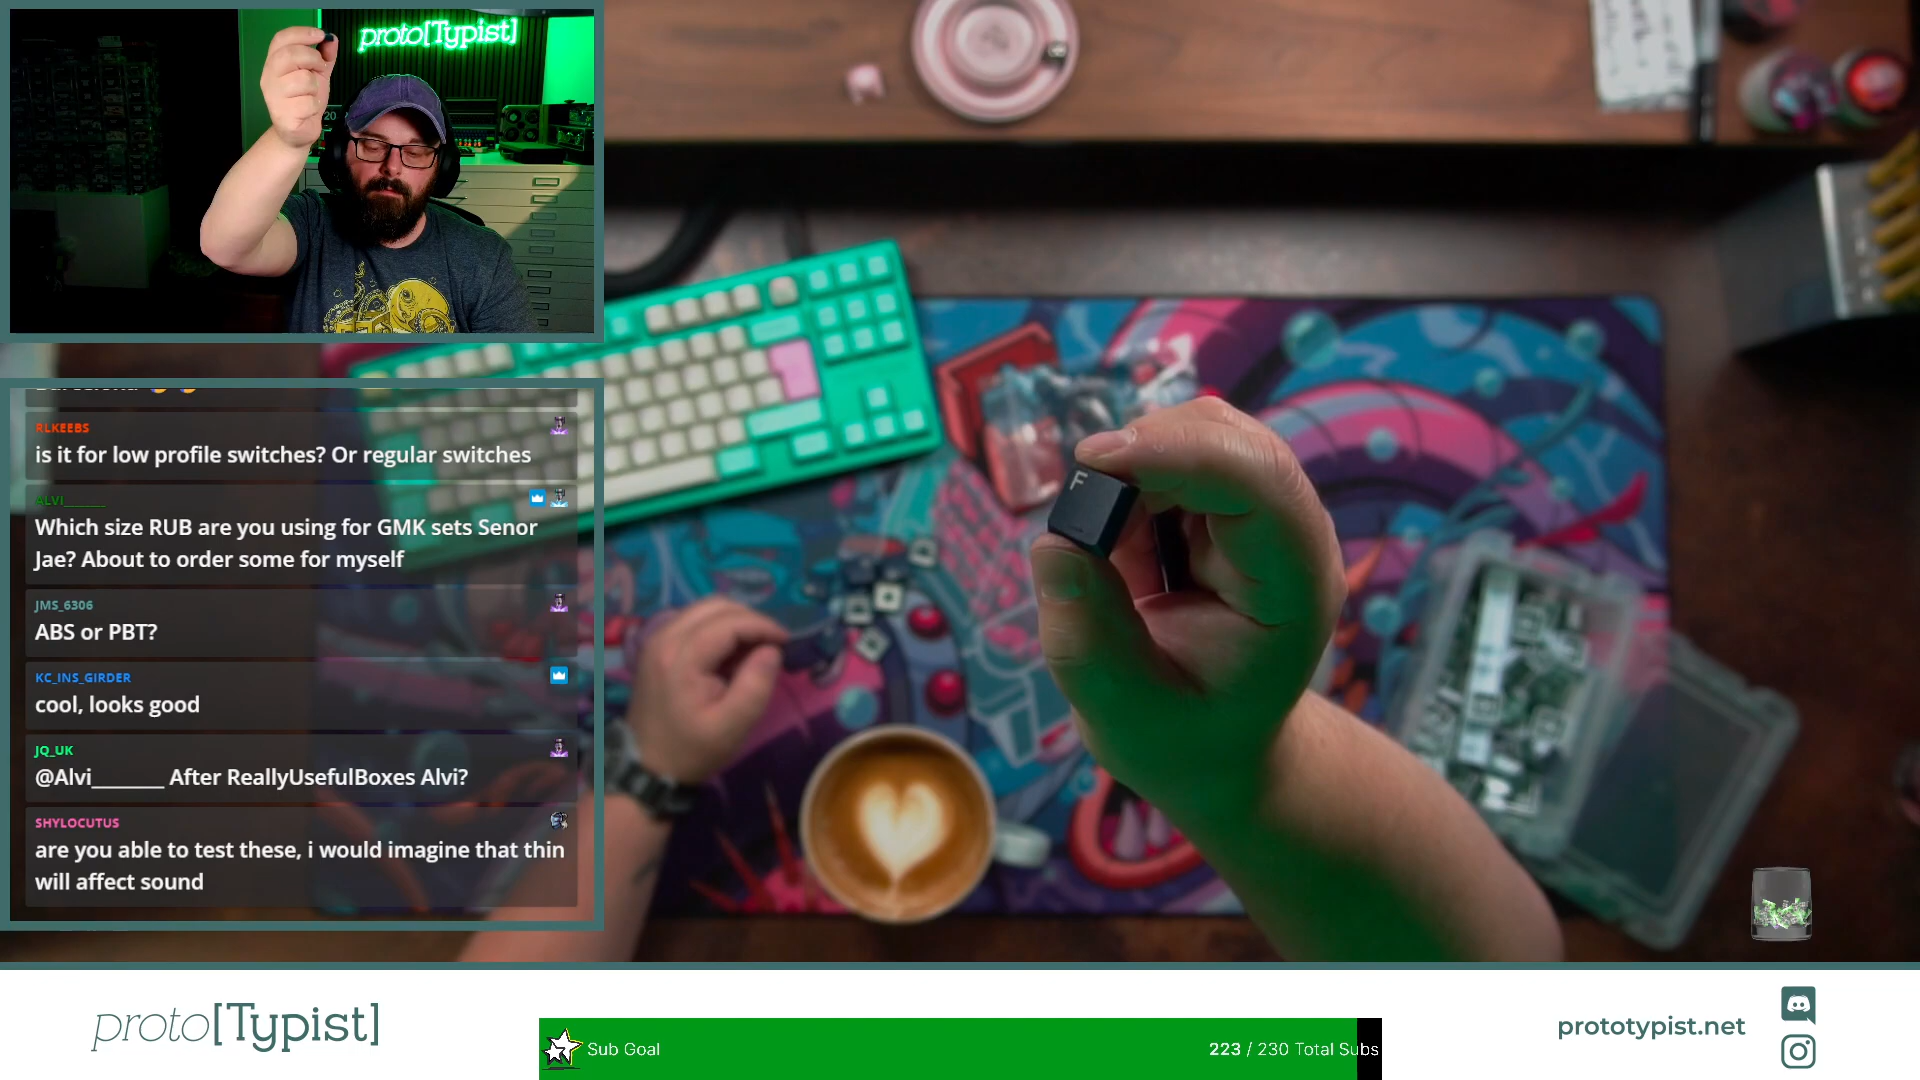 proto[Typist]
20
RLKEEBS
is it for low profile switches? Or regular switches
ALVI_______
Which size RUB are you using for GMK sets Senor
Jae? About to order some for myself
JMS_6306
ABS or PBT?
KC_INS_GIRDER
cool, looks good
JQ_UK
@Alvi_______ After ReallyUsefulBoxes Alvi?
SHYLOCUTUS
are you able to test these, i would imagine that thin
will affect sound
F
proto[Typist]
Sub Goal
223 / 230 Total Subs
prototypist.net